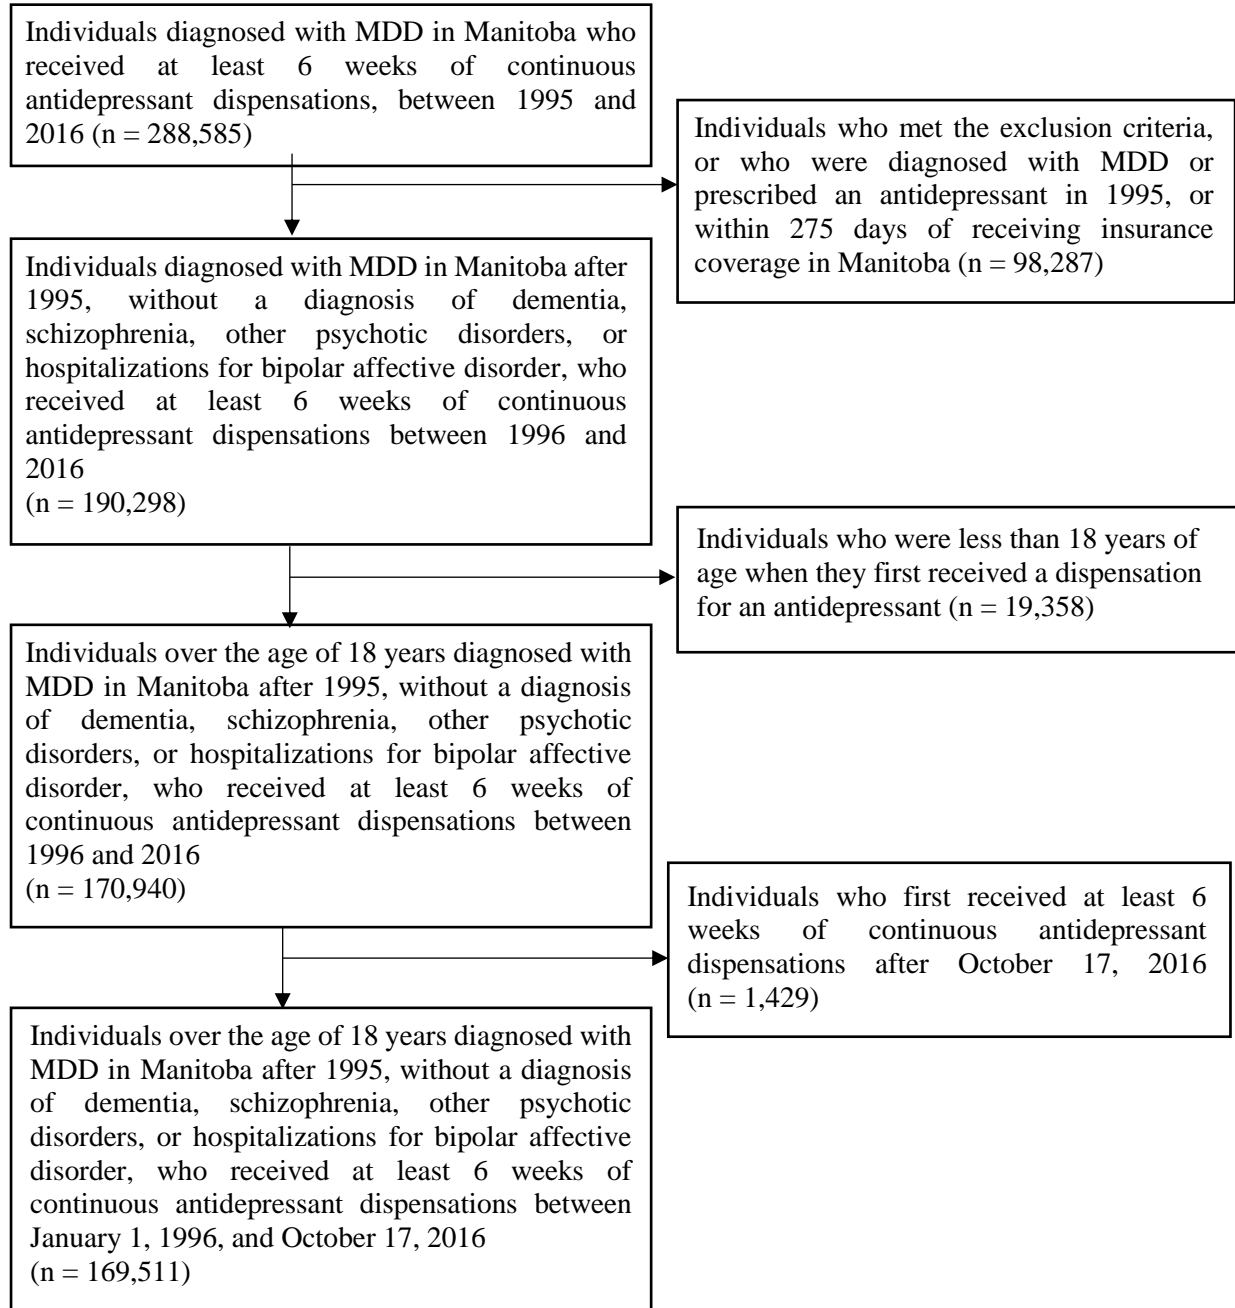 Individuals diagnosed with MDD in Manitoba who
received at least 6 weeks of continuous
antidepressant dispensations, between 1995 and
2016 (n = 288,585)
Individuals who met the exclusion criteria,
or who were diagnosed with MDD or
prescribed an antidepressant in 1995, or
within 275 days of receiving insurance
coverage in Manitoba (n = 98,287)
Individuals diagnosed with MDD in Manitoba after
1995, without a diagnosis of dementia,
schizophrenia, other psychotic disorders, or
hospitalizations for bipolar affective disorder, who
received at least 6 weeks of continuous
antidepressant dispensations between 1996 and
2016
(n = 190,298)
Individuals who were less than 18 years of
age when they first received a dispensation
for an antidepressant (n = 19,358)
Individuals over the age of 18 years diagnosed with
MDD in Manitoba after 1995, without a diagnosis
of dementia, schizophrenia, other psychotic
disorders, or hospitalizations for bipolar affective
disorder, who received at least 6 weeks of
continuous antidepressant dispensations between
1996 and 2016
(n = 170,940)
Individuals who first received at least 6
weeks of continuous antidepressant
dispensations after October 17, 2016
(n = 1,429)
Individuals over the age of 18 years diagnosed with
MDD in Manitoba after 1995, without a diagnosis
of dementia, schizophrenia, other psychotic
disorders, or hospitalizations for bipolar affective
disorder, who received at least 6 weeks of
continuous antidepressant dispensations between
January 1, 1996, and October 17, 2016
(n = 169,511)